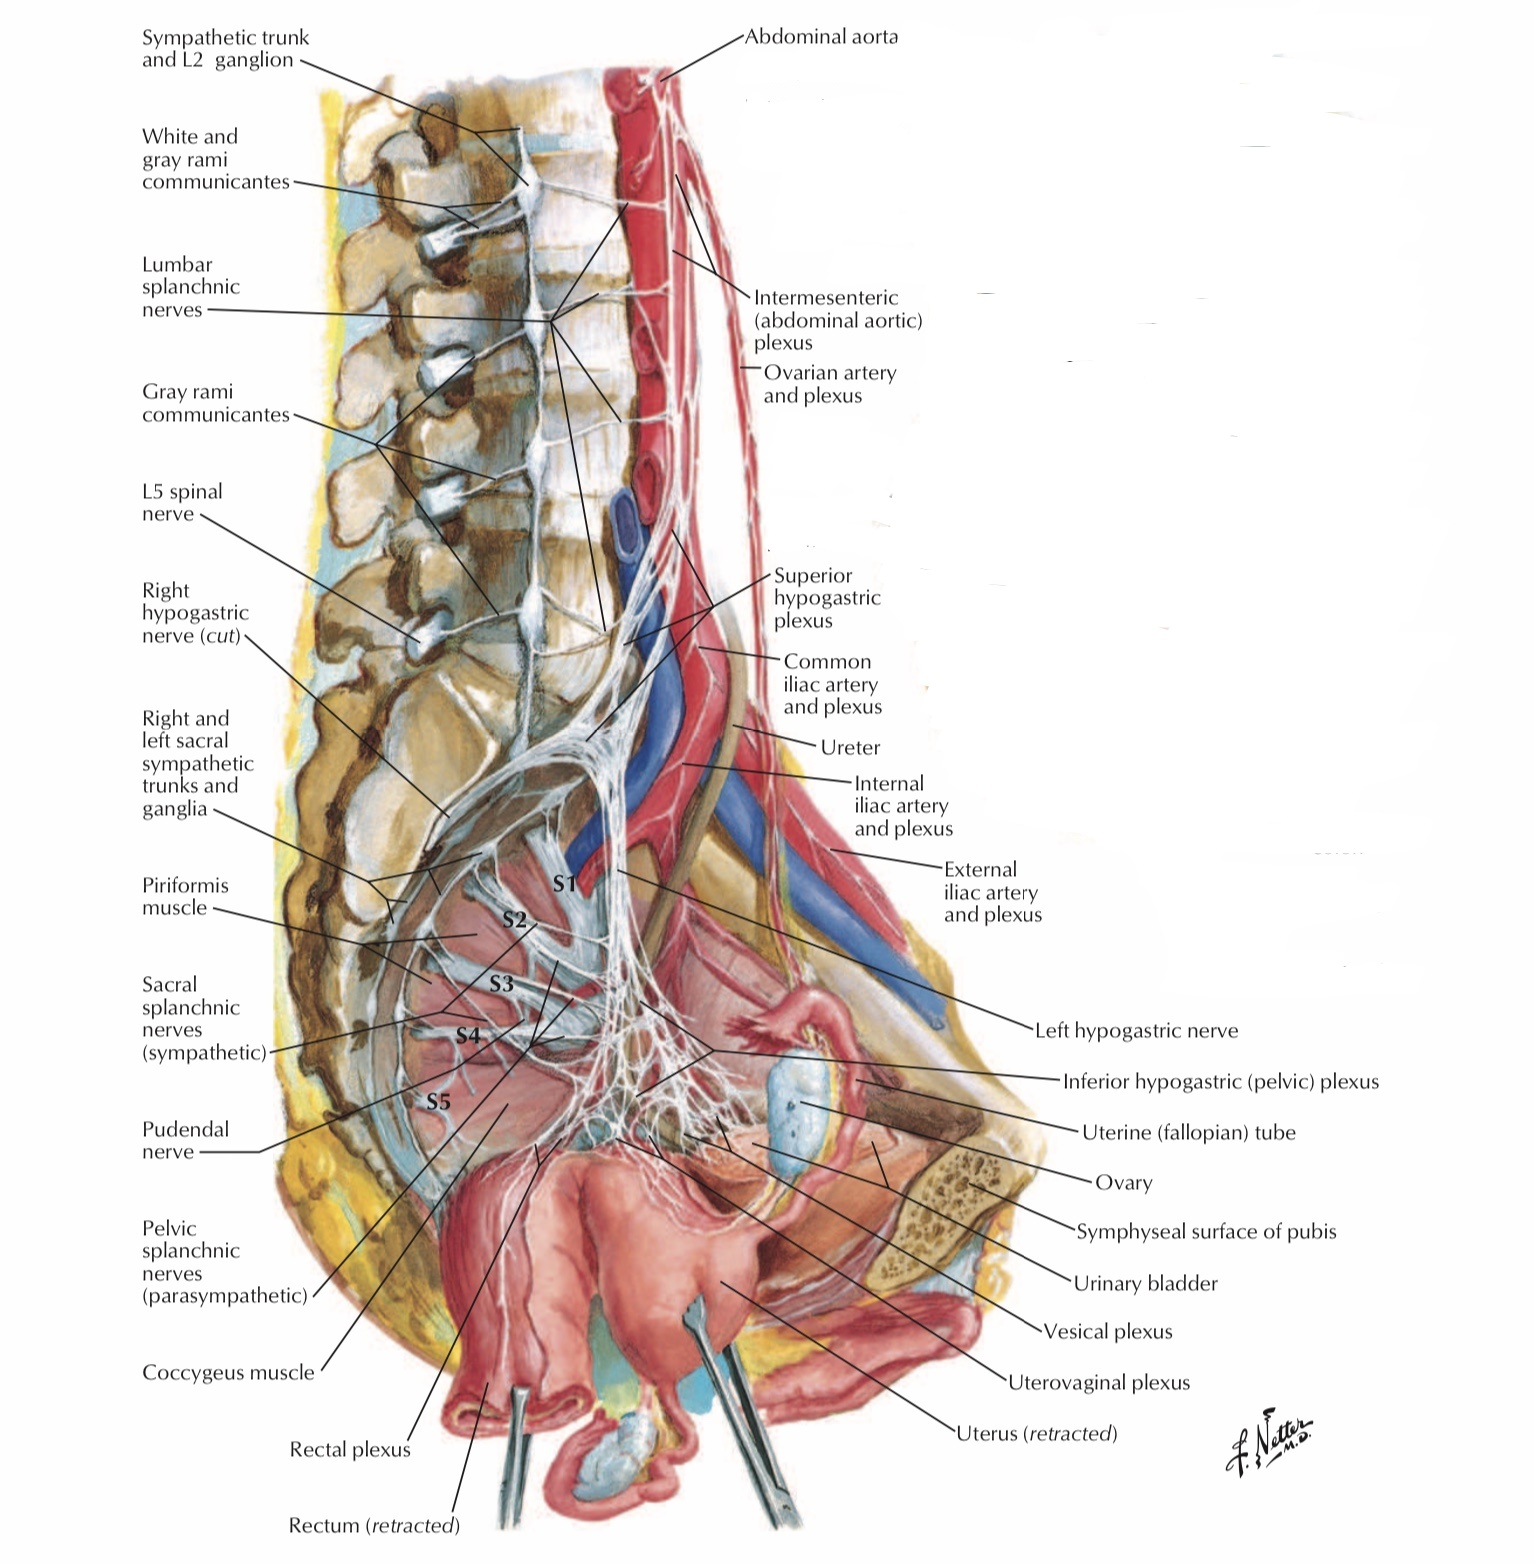 Sympathetic trunk
and L2 ganglion
White and
gray rami
communicantes
Lumbar
splanchnic
nerves
Gray rami
communicantes
L5 spinal
nerve
Right
hypogastric
nerve (cut)
Right and
left sacral
sympathetic
trunks and
ganglia
Piriformis
muscle
Sacral
splanchnic
nerves
(sympathetic)
Pudendal
nerve
Pelvic
splanchnic
nerves
(parasympathetic)
Coccygeus muscle
Rectal plexus
Rectum (retracted)
S1
S2
S3
S4
S5
Abdominal aorta
Intermesenteric
(abdominal aortic)
plexus
Ovarian artery
and plexus
Superior
hypogastric
plexus
Common
iliac artery
and plexus
Ureter
Internal
iliac artery
and plexus
External
iliac artery
and plexus
Left hypogastric nerve
Inferior hypogastric (pelvic) plexus
Uterine (fallopian) tube
Ovary
Symphyseal surface of pubis
Urinary bladder
Vesical plexus
Uterovaginal plexus
Uterus (retracted)
F. Netter
M.D.